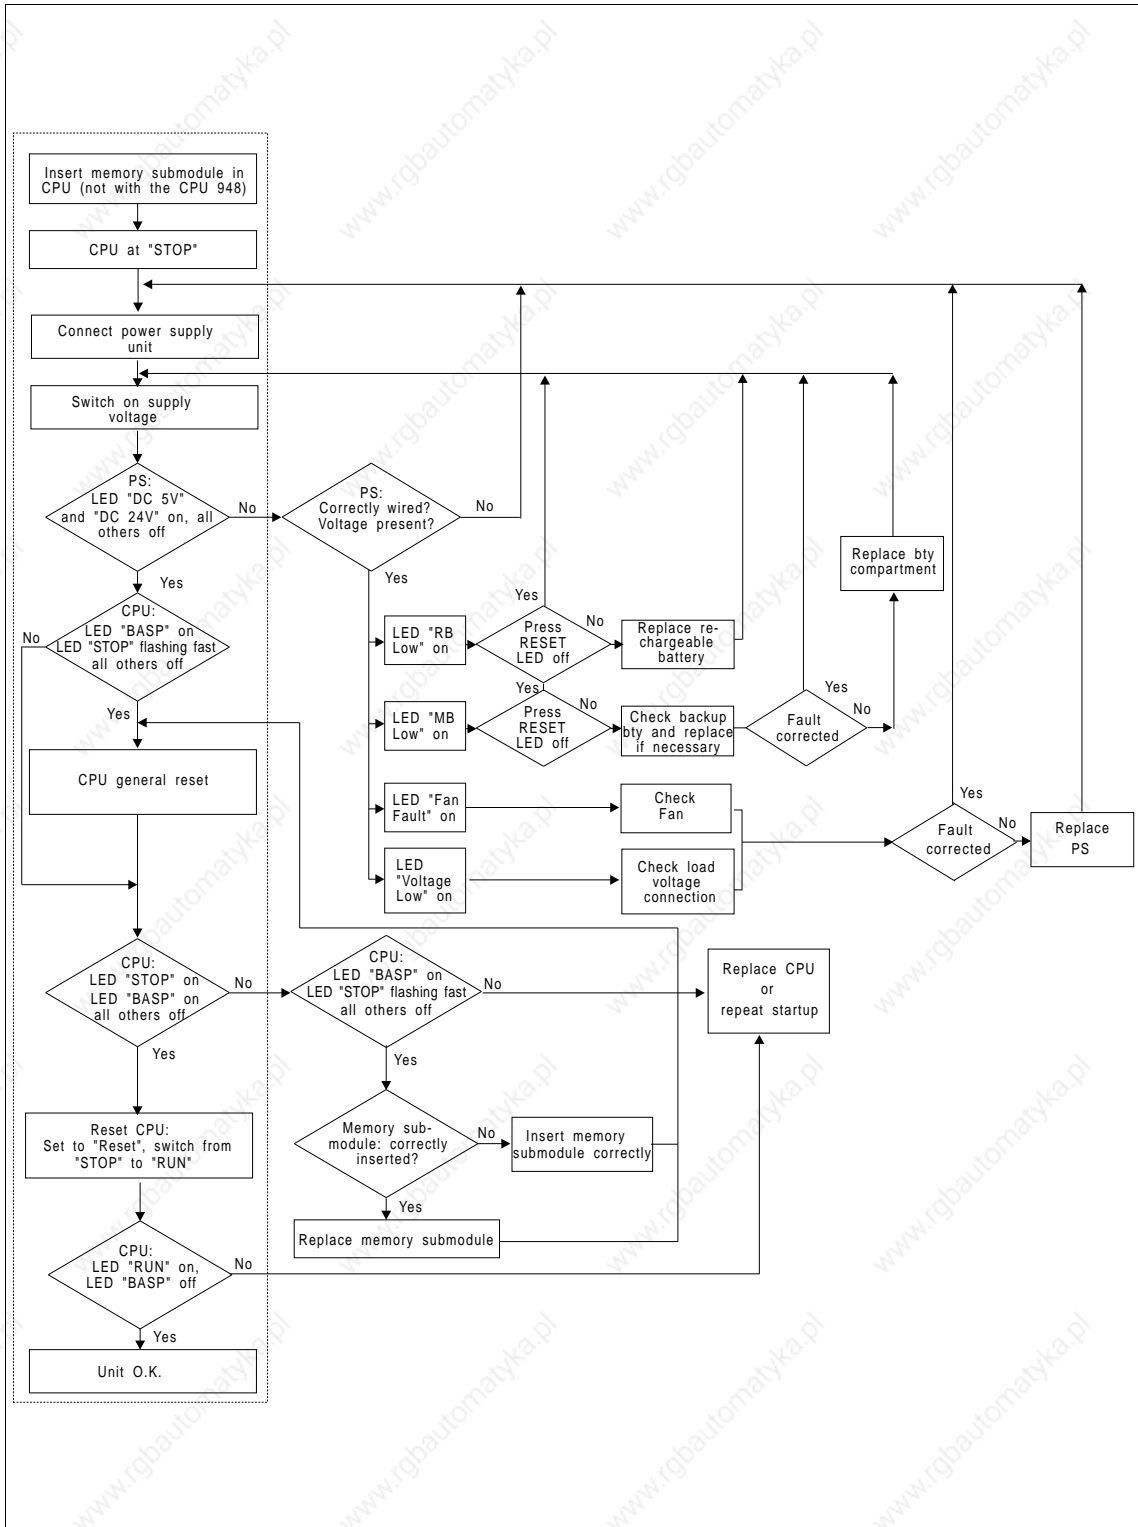 Insert memory submodule in
CPU (not with the CPU 948)
CPU at "STOP"
Connect power supply
unit
Switch on supply
voltage
PS:
LED "DC 5V"
and "DC 24V" on, all
others off
No
Yes
PS:
Correctly wired?
Voltage present?
No
Yes
CPU:
LED "BASP" on
LED "STOP" flashing fast
all others off
No
Yes
LED "RB
Low" on
Press
RESET
LED off
Yes
No
Replace re-
chargeable
battery
Replace bty
compartment
LED "MB
Low" on
Press
RESET
LED off
Yes
No
Check backup
bty and replace
if necessary
Fault
corrected
Yes
No
CPU general reset
LED "Fan
Fault" on
Check
Fan
LED
"Voltage
Low" on
Check load
voltage
connection
Fault
corrected
Yes
No
Replace
PS
CPU:
LED "STOP" on
LED "BASP" on
all others off
No
Yes
CPU:
LED "BASP" on
LED "STOP" flashing fast
all others off
No
Yes
Replace CPU
or
repeat startup
Reset CPU:
Set to "Reset", switch from
"STOP" to "RUN"
Memory sub-
module: correctly
inserted?
No
Yes
Insert memory
submodule correctly
Replace memory submodule
CPU:
LED "RUN" on,
LED "BASP" off
No
Yes
Unit O.K.
www.rgbautomatyka.pl